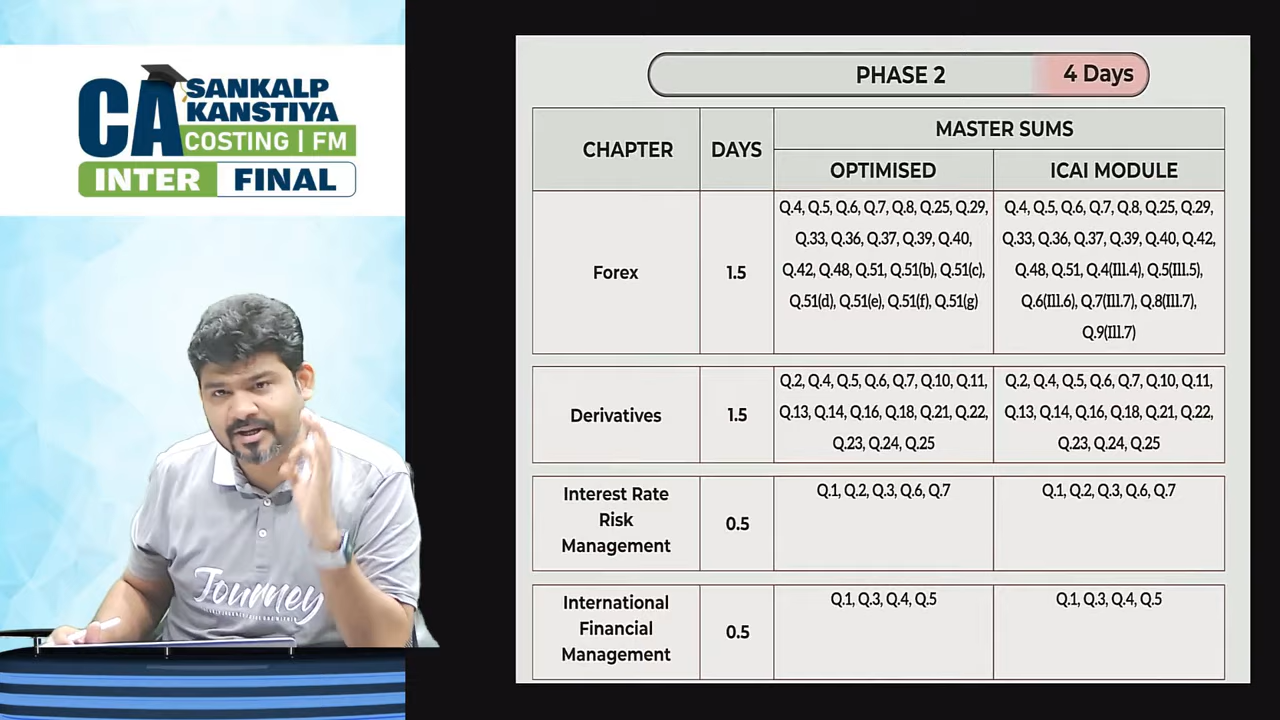 CA SANKALP
KANSTIYA
COSTING | FM
INTER FINAL
Journey
PHASE 2 4 Days
CHAPTER DAYS MASTER SUMS
OPTIMISED ICAI MODULE
Forex 1.5
Q.4, Q.5, Q.6, Q.7, Q.8, Q.25, Q.29,
Q.33, Q.36, Q.37, Q.39, Q.40,
Q.42, Q.48, Q.51, Q.51(b), Q.51(c),
Q.51(d), Q.51(e), Q.51(f), Q.51(g)
Q.4, Q.5, Q.6, Q.7, Q.8, Q.25, Q.29,
Q.33, Q.36, Q.37, Q.39, Q.40, Q.42,
Q.48, Q.51, Q.4(Ill.4), Q.5(Ill.5),
Q.6(Ill.6), Q.7(Ill.7), Q.8(Ill.7),
Q.9(Ill.7)
Derivatives 1.5
Q.2, Q.4, Q.5, Q.6, Q.7, Q.10, Q.11,
Q.13, Q.14, Q.16, Q.18, Q.21, Q.22,
Q.23, Q.24, Q.25
Q.2, Q.4, Q.5, Q.6, Q.7, Q.10, Q.11,
Q.13, Q.14, Q.16, Q.18, Q.21, Q.22,
Q.23, Q.24, Q.25
Interest Rate
Risk
Management
0.5
Q.1, Q.2, Q.3, Q.6, Q.7
Q.1, Q.2, Q.3, Q.6, Q.7
International
Financial
Management
0.5
Q.1, Q.3, Q.4, Q.5
Q.1, Q.3, Q.4, Q.5